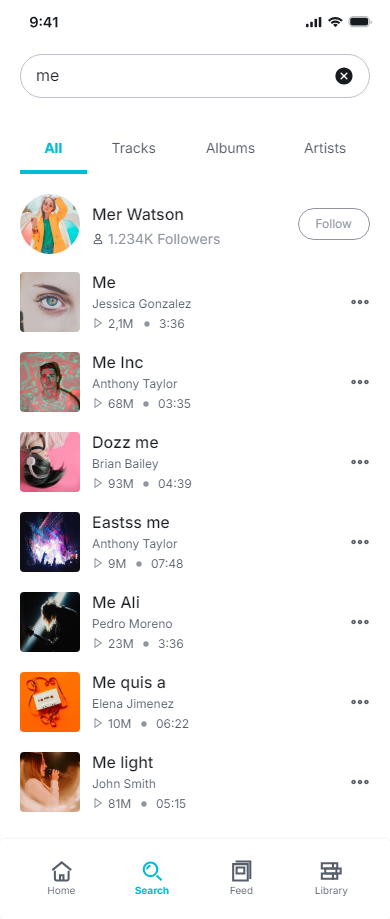 9:41
me
All Tracks Albums Artists
Mer Watson
1.234K Followers
Follow
Me
Jessica Gonzalez
2,1M • 3:36
Me Inc
Anthony Taylor
68M • 03:35
Dozz me
Brian Bailey
93M • 04:39
Eastss me
Anthony Taylor
9M • 07:48
Me Ali
Pedro Moreno
23M • 3:36
Me quis a
Elena Jimenez
10M • 06:22
Me light
John Smith
81M • 05:15
Home Search Feed Library